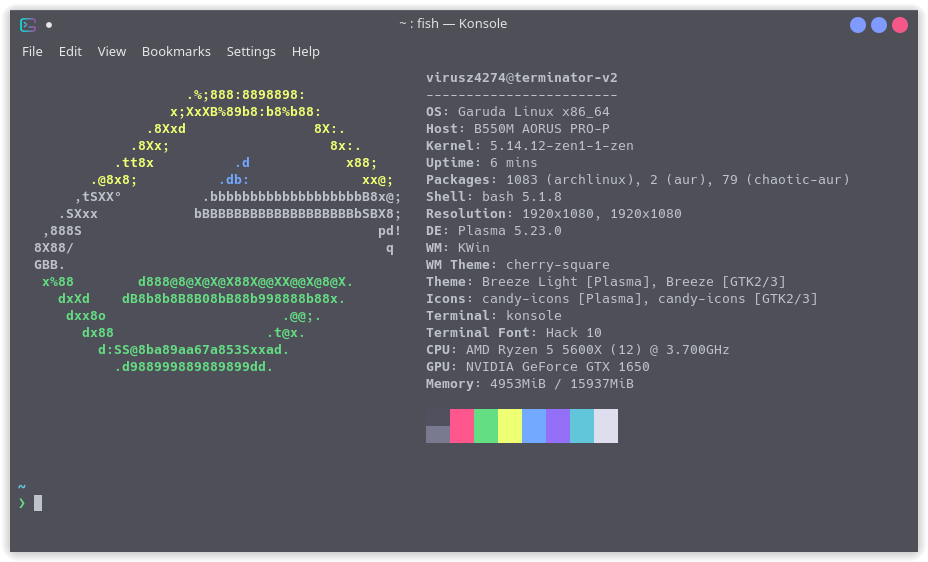 ~ : fish — Konsole
File Edit View Bookmarks Settings Help
virusz4274@terminator-v2
------------------------
OS: Garuda Linux x86_64
Host: B550M AORUS PRO-P
Kernel: 5.14.12-zen1-1-zen
Uptime: 6 mins
Packages: 1083 (archlinux), 2 (aur), 79 (chaotic-aur)
Shell: bash 5.1.8
Resolution: 1920x1080, 1920x1080
DE: Plasma 5.23.0
WM: KWin
WM Theme: cherry-square
Theme: Breeze Light [Plasma], Breeze [GTK2/3]
Icons: candy-icons [Plasma], candy-icons [GTK2/3]
Terminal: konsole
Terminal Font: Hack 10
CPU: AMD Ryzen 5 5600X (12) @ 3.700GHz
GPU: NVIDIA GeForce GTX 1650
Memory: 4953MiB / 15937MiB
.%;888:8898898:
x;XxXB%89b8:b8%b88:
.8Xxd                8X:.
.8Xx;                    8x:.
.tt8x          .d            x88;
.@8x8;          .db:              xx@;
,tSXX°          .bbbbbbbbbbbbbbbbbbbB8x@;
.SXxx            bBBBBBBBBBBBBBBBBBBBbSBX8;
,888S                                     pd!
8X88/                                       q
GBB.
x%88        d888@8@X@X@X88X@@XX@@X@8@X.
dxXd    dB8b8b8B8B08bB88b998888b88x.
dxx8o                      .@@;.
dx88                   .t@x.
d:SS@8ba89aa67a853Sxxad.
.d988999889889899dd.
~
❯